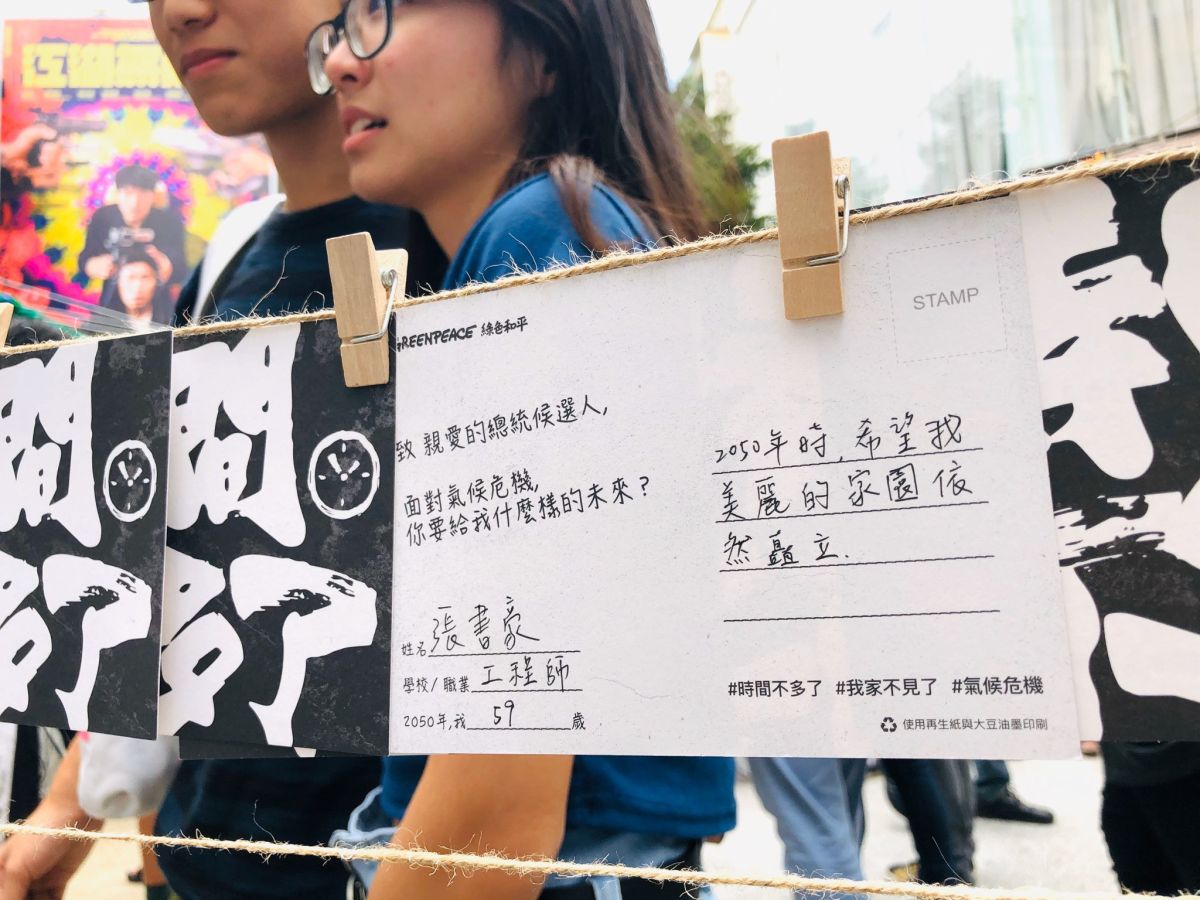 GREENPEACE 綠色和平
STAMP
致 親愛的總統候選人,
面對氣候危機,
你要給我什麼樣的未來?
姓名 張書豪
學校/職業 工程師
2050年,我 59 歲
2050年時,希望我
美麗的家園依
然矗立.
#時間不多了 #我家不見了 #氣候危機
使用再生紙與大豆油墨印刷